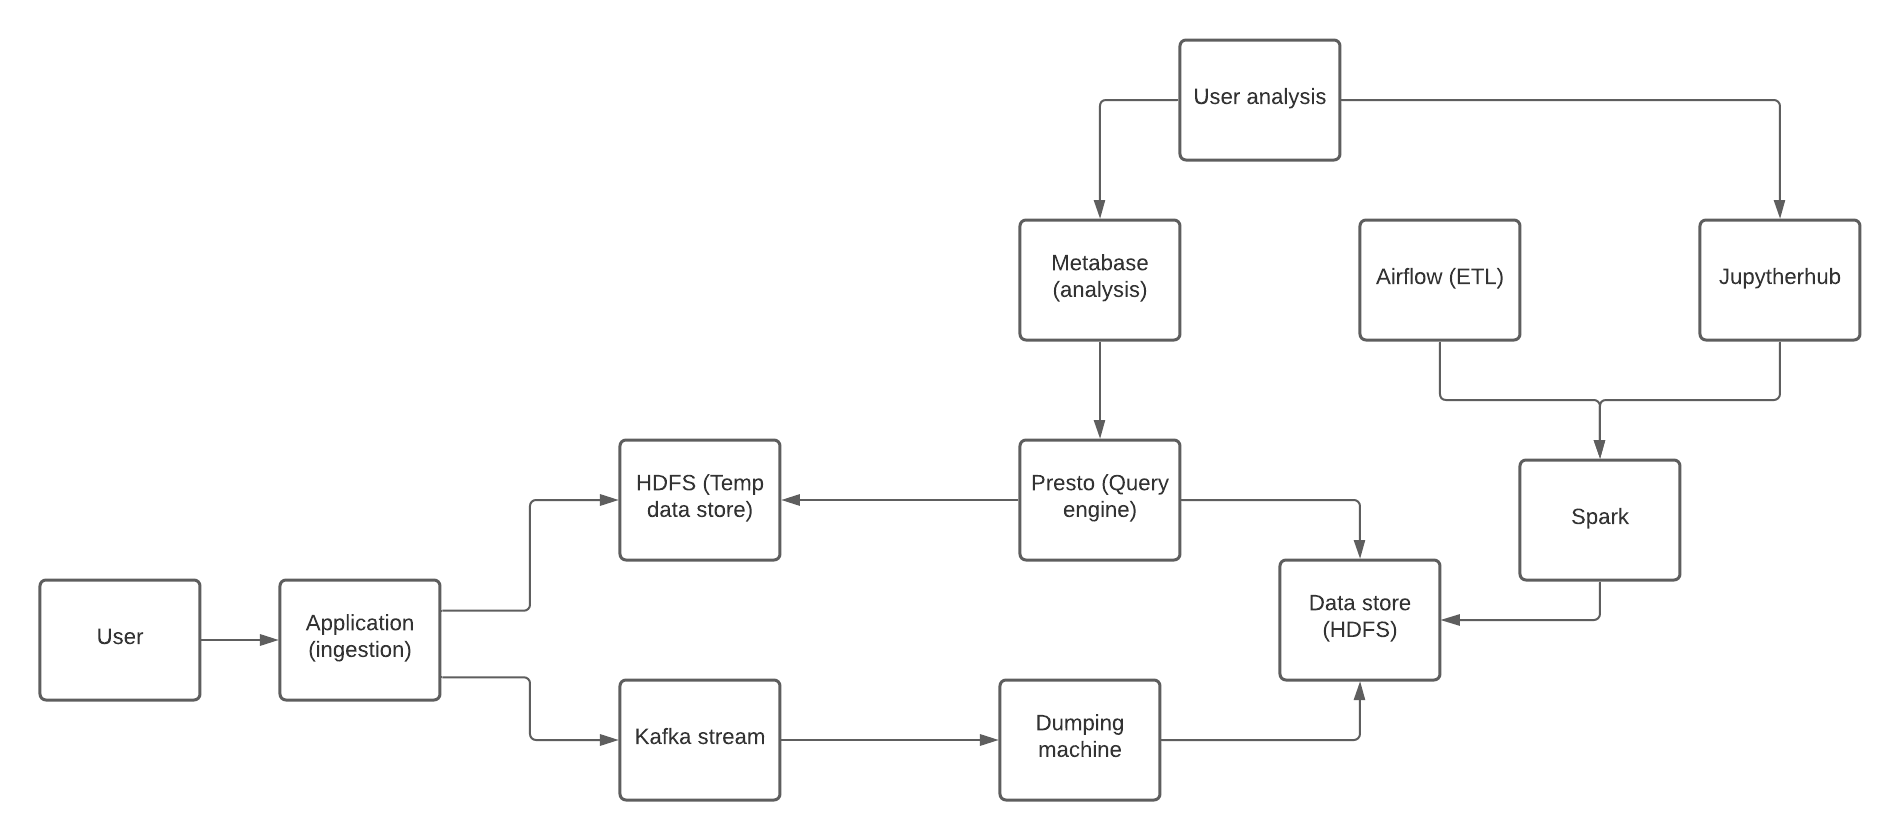 User analysis
Metabase
(analysis)
Airflow (ETL)
Jupytherhub
HDFS (Temp
data store)
Presto (Query
engine)
Spark
User
Application
(ingestion)
Data store
(HDFS)
Kafka stream
Dumping
machine